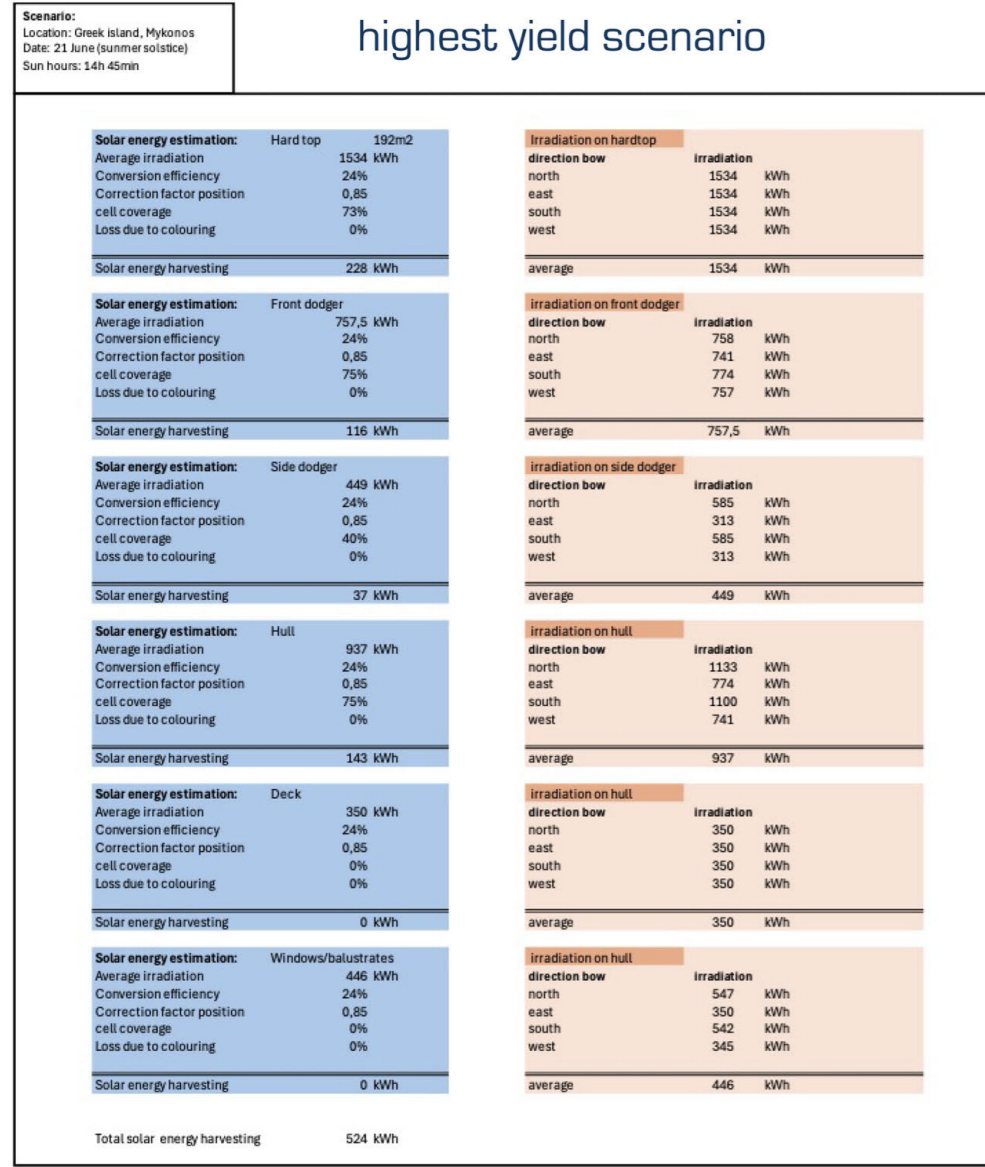 Scenario:
Location: Greek island, Mykonos
Date: 21 June (sunmer solstice)
Sun hours: 14h 45min
highest yield scenario
Solar energy estimation: Hard top 192m2
Average irradiation 1534 kWh
Conversion efficiency 24%
Correction factor position 0,85
cell coverage 73%
Loss due to colouring 0%
Solar energy harvesting 228 kWh
Irradiation on hardtop
direction bow irradiation
north 1534 kWh
east 1534 kWh
south 1534 kWh
west 1534 kWh
average 1534 kWh
Solar energy estimation: Front dodger
Average irradiation 757,5 kWh
Conversion efficiency 24%
Correction factor position 0,85
cell coverage 75%
Loss due to colouring 0%
Solar energy harvesting 116 kWh
irradiation on front dodger
direction bow irradiation
north 758 kWh
east 741 kWh
south 774 kWh
west 757 kWh
average 757,5 kWh
Solar energy estimation: Side dodger
Average irradiation 449 kWh
Conversion efficiency 24%
Correction factor position 0,85
cell coverage 40%
Loss due to colouring 0%
Solar energy harvesting 37 kWh
irradiation on side dodger
direction bow irradiation
north 585 kWh
east 313 kWh
south 585 kWh
west 313 kWh
average 449 kWh
Solar energy estimation: Hull
Average irradiation 937 kWh
Conversion efficiency 24%
Correction factor position 0,85
cell coverage 75%
Loss due to colouring 0%
Solar energy harvesting 143 kWh
irradiation on hull
direction bow irradiation
north 1133 kWh
east 774 kWh
south 1100 kWh
west 741 kWh
average 937 kWh
Solar energy estimation: Deck
Average irradiation 350 kWh
Conversion efficiency 24%
Correction factor position 0,85
cell coverage 0%
Loss due to colouring 0%
Solar energy harvesting 0 kWh
irradiation on hull
direction bow irradiation
north 350 kWh
east 350 kWh
south 350 kWh
west 350 kWh
average 350 kWh
Solar energy estimation: Windows/balustrates
Average irradiation 446 kWh
Conversion efficiency 24%
Correction factor position 0,85
cell coverage 0%
Loss due to colouring 0%
Solar energy harvesting 0 kWh
irradiation on hull
direction bow irradiation
north 547 kWh
east 350 kWh
south 542 kWh
west 345 kWh
average 446 kWh
Total solar energy harvesting 524 kWh